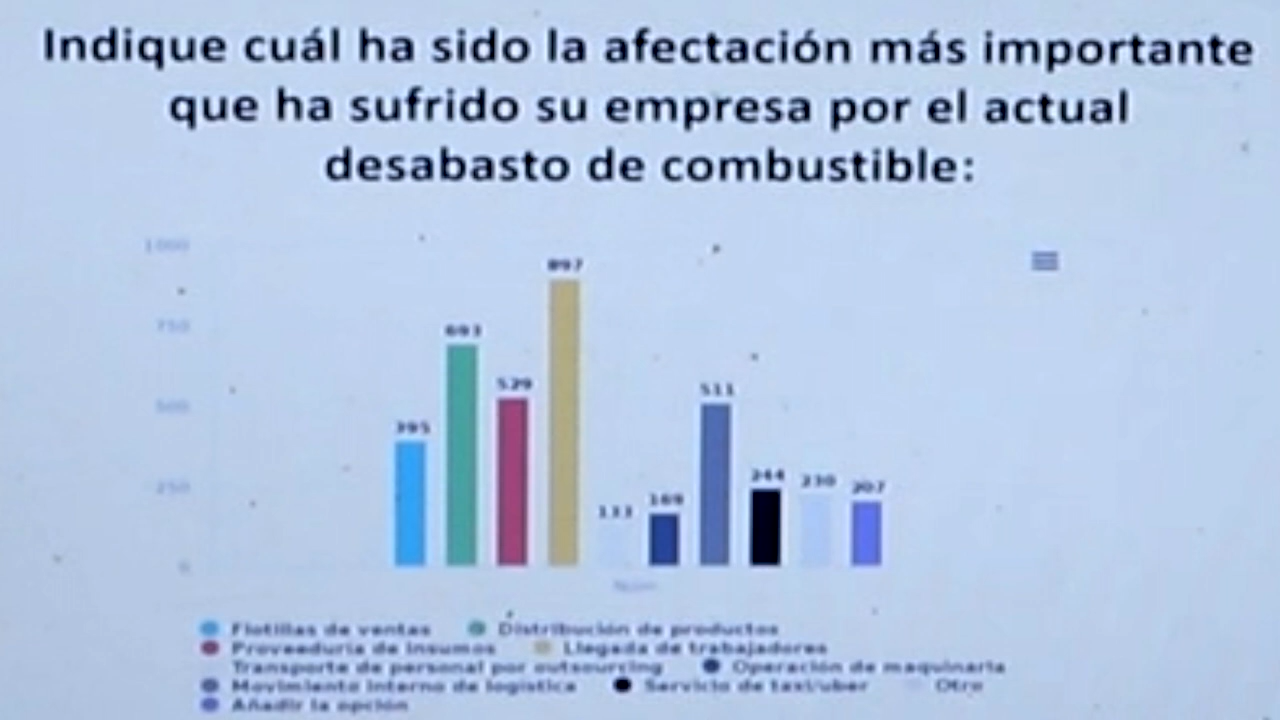 Indique cuál ha sido la afectación más importante
que ha sufrido su empresa por el actual
desabasto de combustible:
1000
750
500
250
0
897
693
529
511
395
244
230
207
169
133
Flotillas de ventas Distribución de productos
Proveeduría de insumos Llegada de trabajadores
Transporte de personal por outsourcing Operación de maquinaria
Movimiento interno de logística Servicio de taxi/uber Otro
Añadir la opción